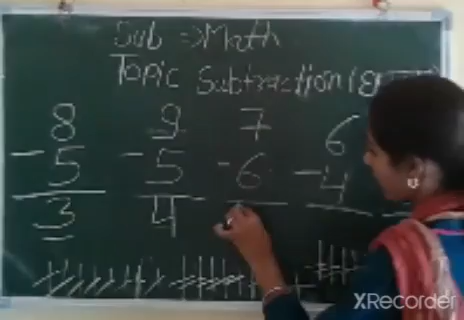 Sub ⇒ Math
Topic Subtraction
8 9 7 6
-5 -5 -6 -4
3 4
XRecorder